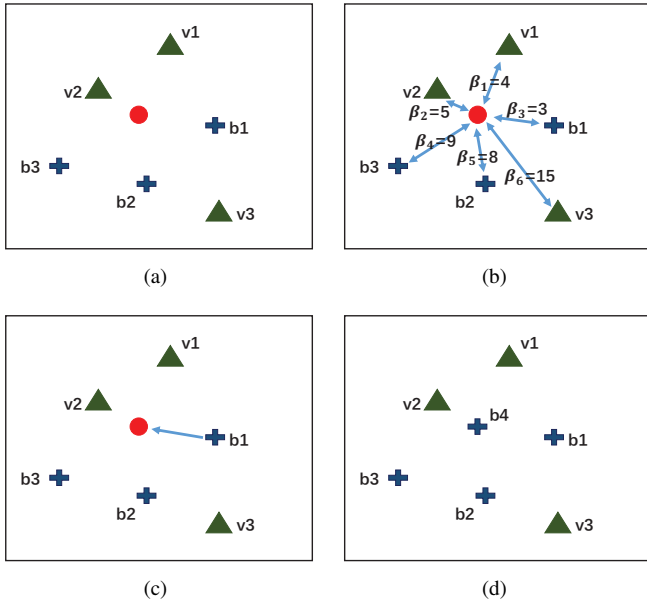 v1
v2
b1
b3
b2
v3
(a)
v1
β₁=4
v2
β₂=5
β₃=3
b1
β₄=9
β₅=8
b3
β₆=15
b2
v3
(b)
v1
v2
b1
b3
b2
v3
(c)
v1
v2
b4
b1
b3
b2
v3
(d)